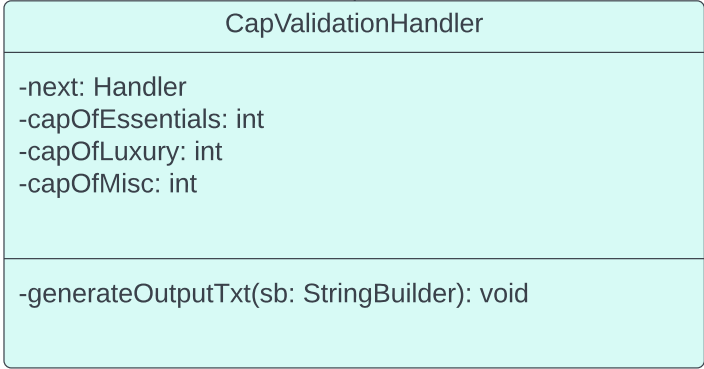 CapValidationHandler
-next: Handler
-capOfEssentials: int
-capOfLuxury: int
-capOfMisc: int
-generateOutputTxt(sb: StringBuilder): void